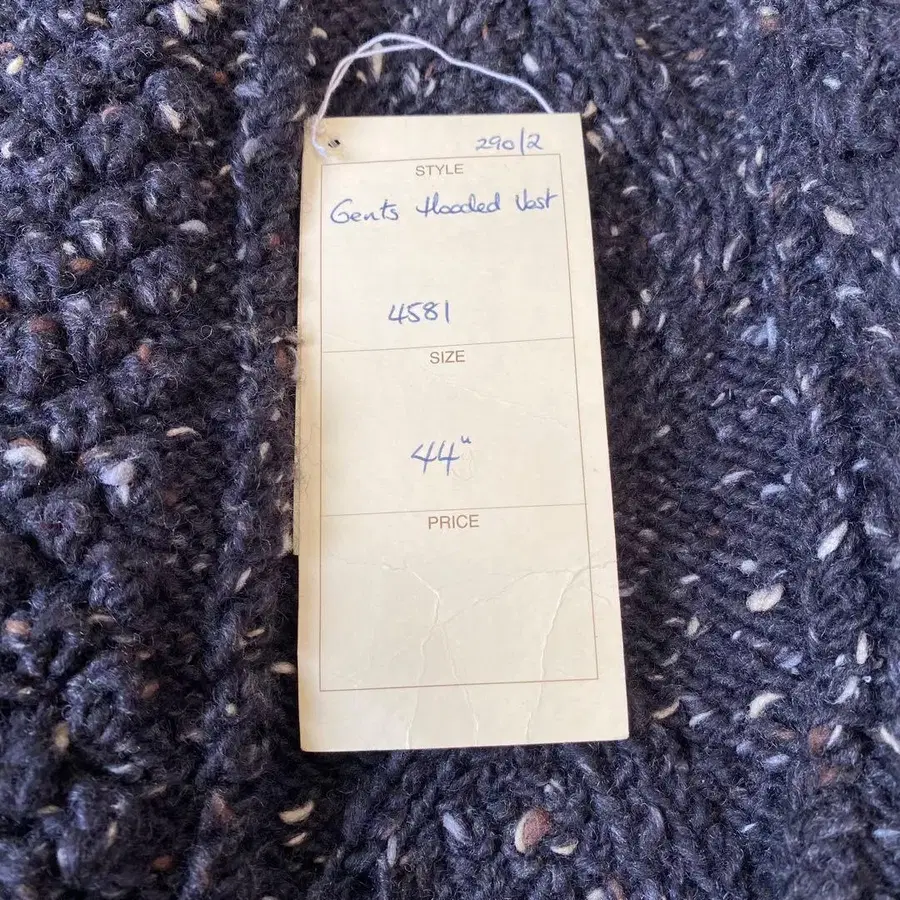 290/2
STYLE
Gents Hooded Vest
4581
SIZE
44"
PRICE